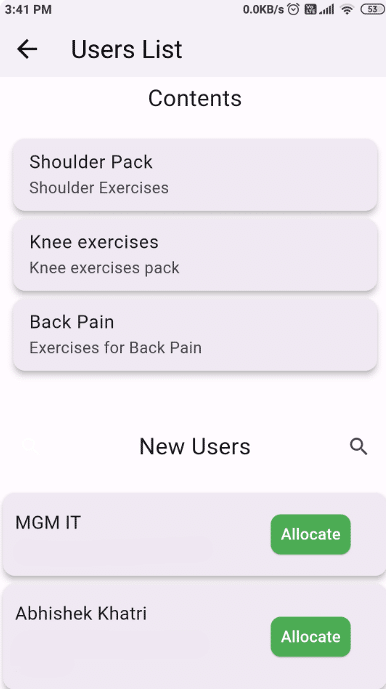 3:41 PM 0.0KB/s 53
Users List
Contents
Shoulder Pack
Shoulder Exercises
Knee exercises
Knee exercises pack
Back Pain
Exercises for Back Pain
New Users
MGM IT
Allocate
Abhishek Khatri
Allocate